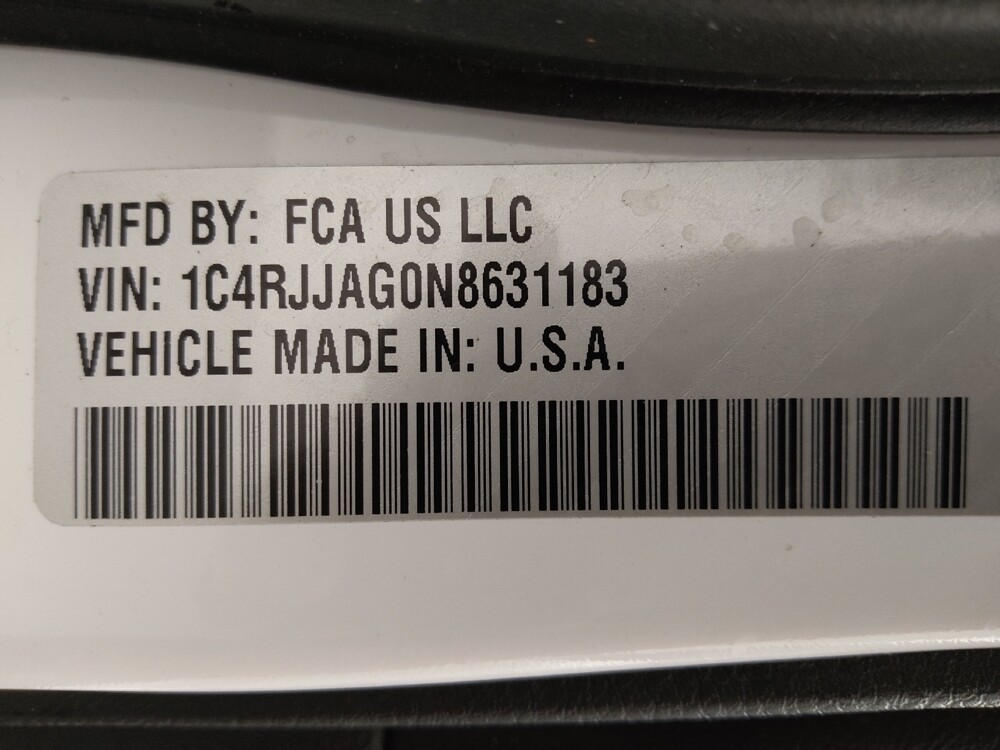 MFD BY: FCA US LLC
VIN: 1C4RJJAG0N8631183
VEHICLE MADE IN: U.S.A.